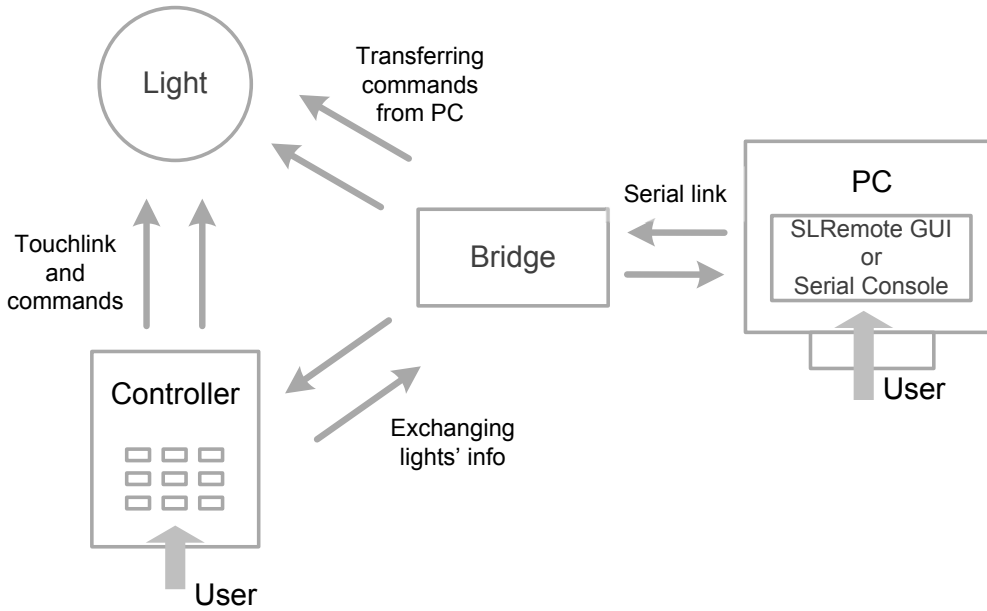 Light
Transferring
commands
from PC
PC
SLRemote GUI
or
Serial Console
User
Serial link
Bridge
Touchlink
and
commands
Controller
Exchanging
lights' info
User